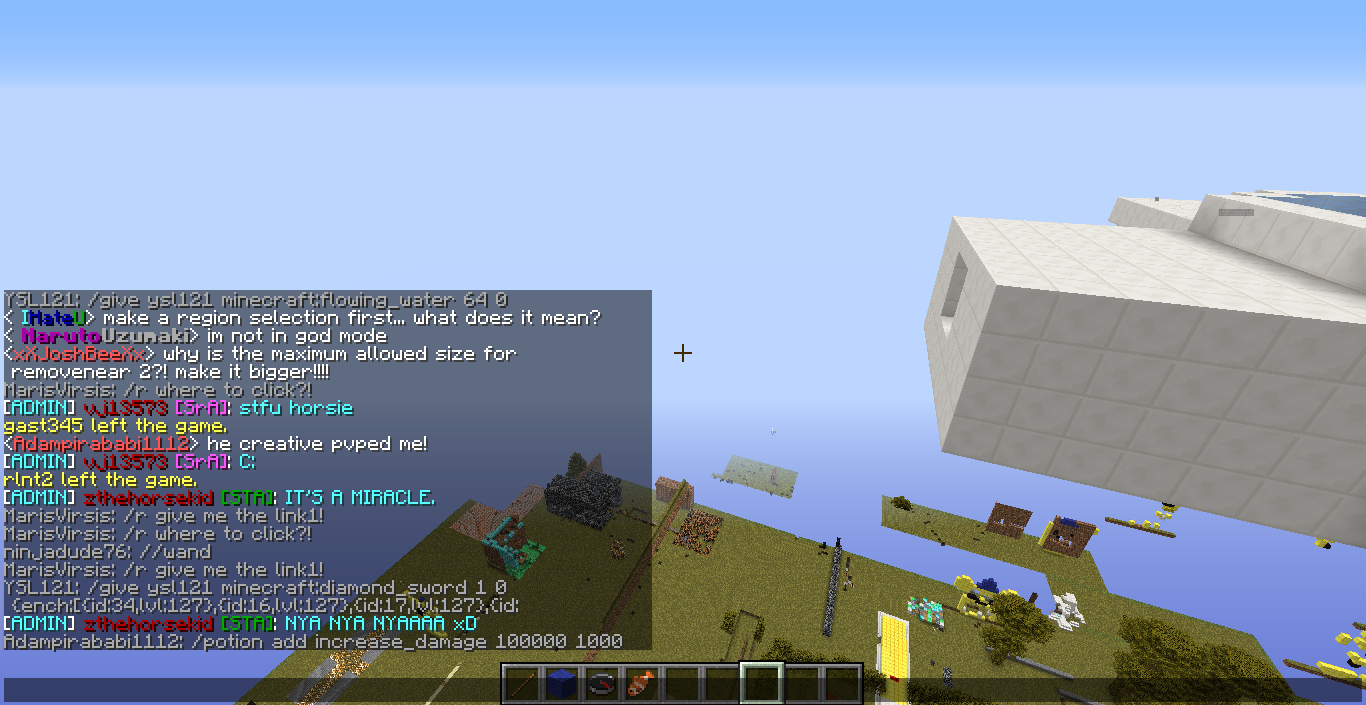 YSL121: /give ysl121 minecraft:flowing_water 64 0
< IHateU> make a region selection first... what does it mean?
< NarutoUzumaki> im not in god mode
<xXJoshBeeXx> why is the maximum allowed size for
removenear 2?! make it bigger!!!!
MarisVirsis: /r where to click?!
[ADMIN] vvj13573 [SrA]: stfu horsie
gast345 left the game.
<Adampirababi1112> he creative pvped me!
[ADMIN] vvj13573 [SrA]: C:
rlnt2 left the game.
[ADMIN] zthehorsekid [STA]: IT'S A MIRACLE.
MarisVirsis: /r give me the link1!
MarisVirsis: /r where to click?!
ninjadude76: //wand
MarisVirsis: /r give me the link1!
YSL121: /give ysl121 minecraft:diamond_sword 1 0
{ench:[{id:34,lvl:127},{id:16,lvl:127},{id:17,lvl:127},{id:
[ADMIN] zthehorsekid [STA]: NYA NYA NYAAAA xD
Adampirababi1112: /potion add increase_damage 100000 1000